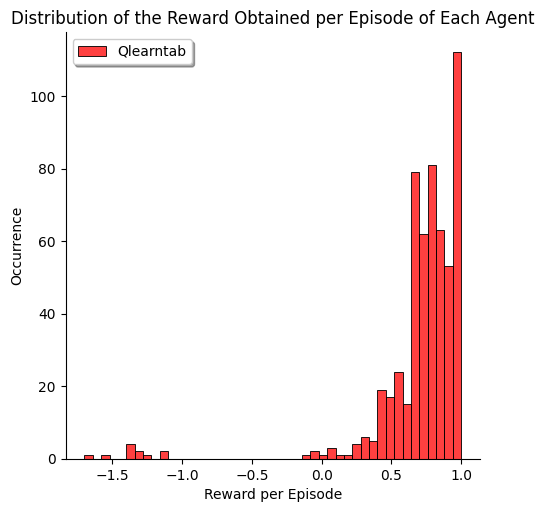 Distribution of the Reward Obtained per Episode of Each Agent
Qlearntab
100
80
60
40
20
0
Occurrence
−1.5 −1.0 −0.5 0.0 0.5 1.0
Reward per Episode